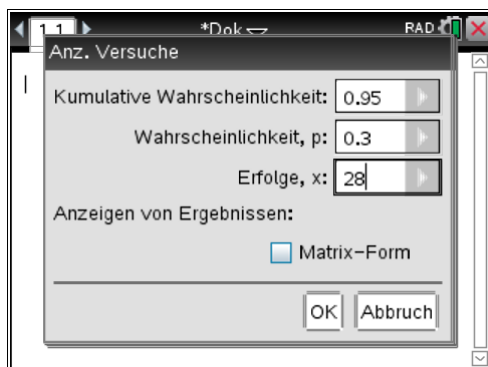 1.1 *Dok RAD
Anz. Versuche
Kumulative Wahrscheinlichkeit: 0.95
Wahrscheinlichkeit, p: 0.3
Erfolge, x: 28
Anzeigen von Ergebnissen:
Matrix-Form
OK Abbruch